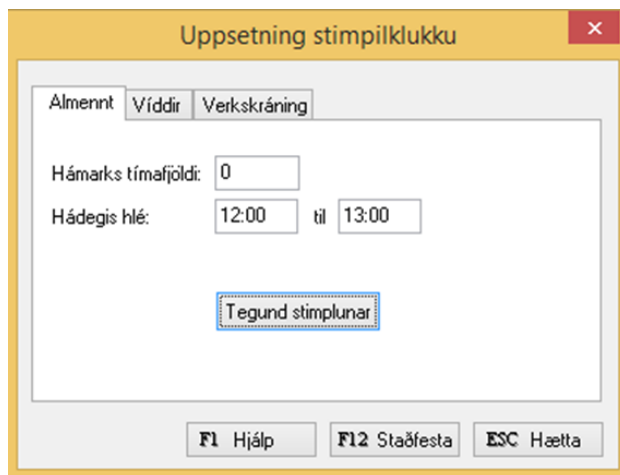 Uppsetning stimpilklukku
Almennt Víddir Verkskráning
Hámarks tímafjöldi: 0
Hádegis hlé: 12:00 til 13:00
Tegund stimplunar
F1 Hjálp F12 Staðfesta ESC Hætta